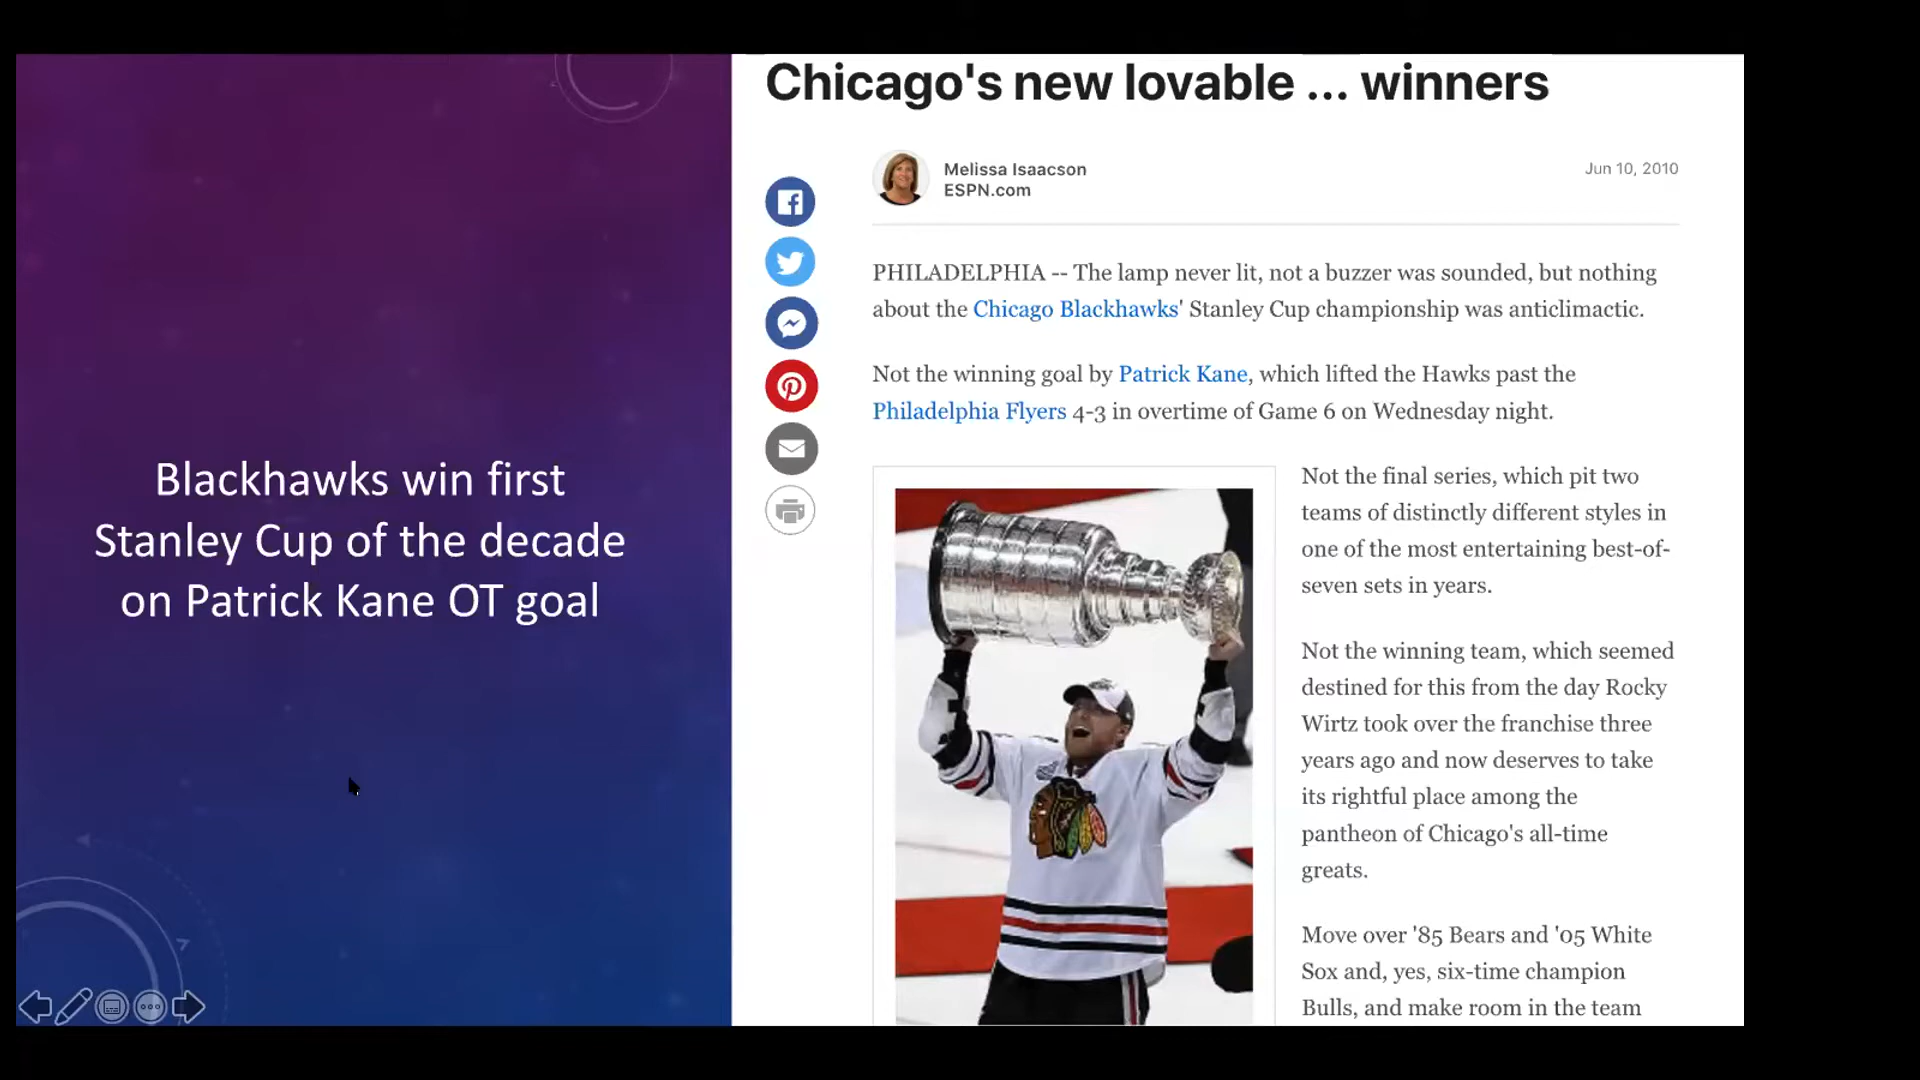 Blackhawks win first
Stanley Cup of the decade
on Patrick Kane OT goal
Chicago's new lovable ... winners
Melissa Isaacson
ESPN.com
Jun 10, 2010
PHILADELPHIA -- The lamp never lit, not a buzzer was sounded, but nothing
about the Chicago Blackhawks' Stanley Cup championship was anticlimactic.
Not the winning goal by Patrick Kane, which lifted the Hawks past the
Philadelphia Flyers 4-3 in overtime of Game 6 on Wednesday night.
Not the final series, which pit two
teams of distinctly different styles in
one of the most entertaining best-of-
seven sets in years.
Not the winning team, which seemed
destined for this from the day Rocky
Wirtz took over the franchise three
years ago and now deserves to take
its rightful place among the
pantheon of Chicago's all-time
greats.
Move over '85 Bears and '05 White
Sox and, yes, six-time champion
Bulls, and make room in the team